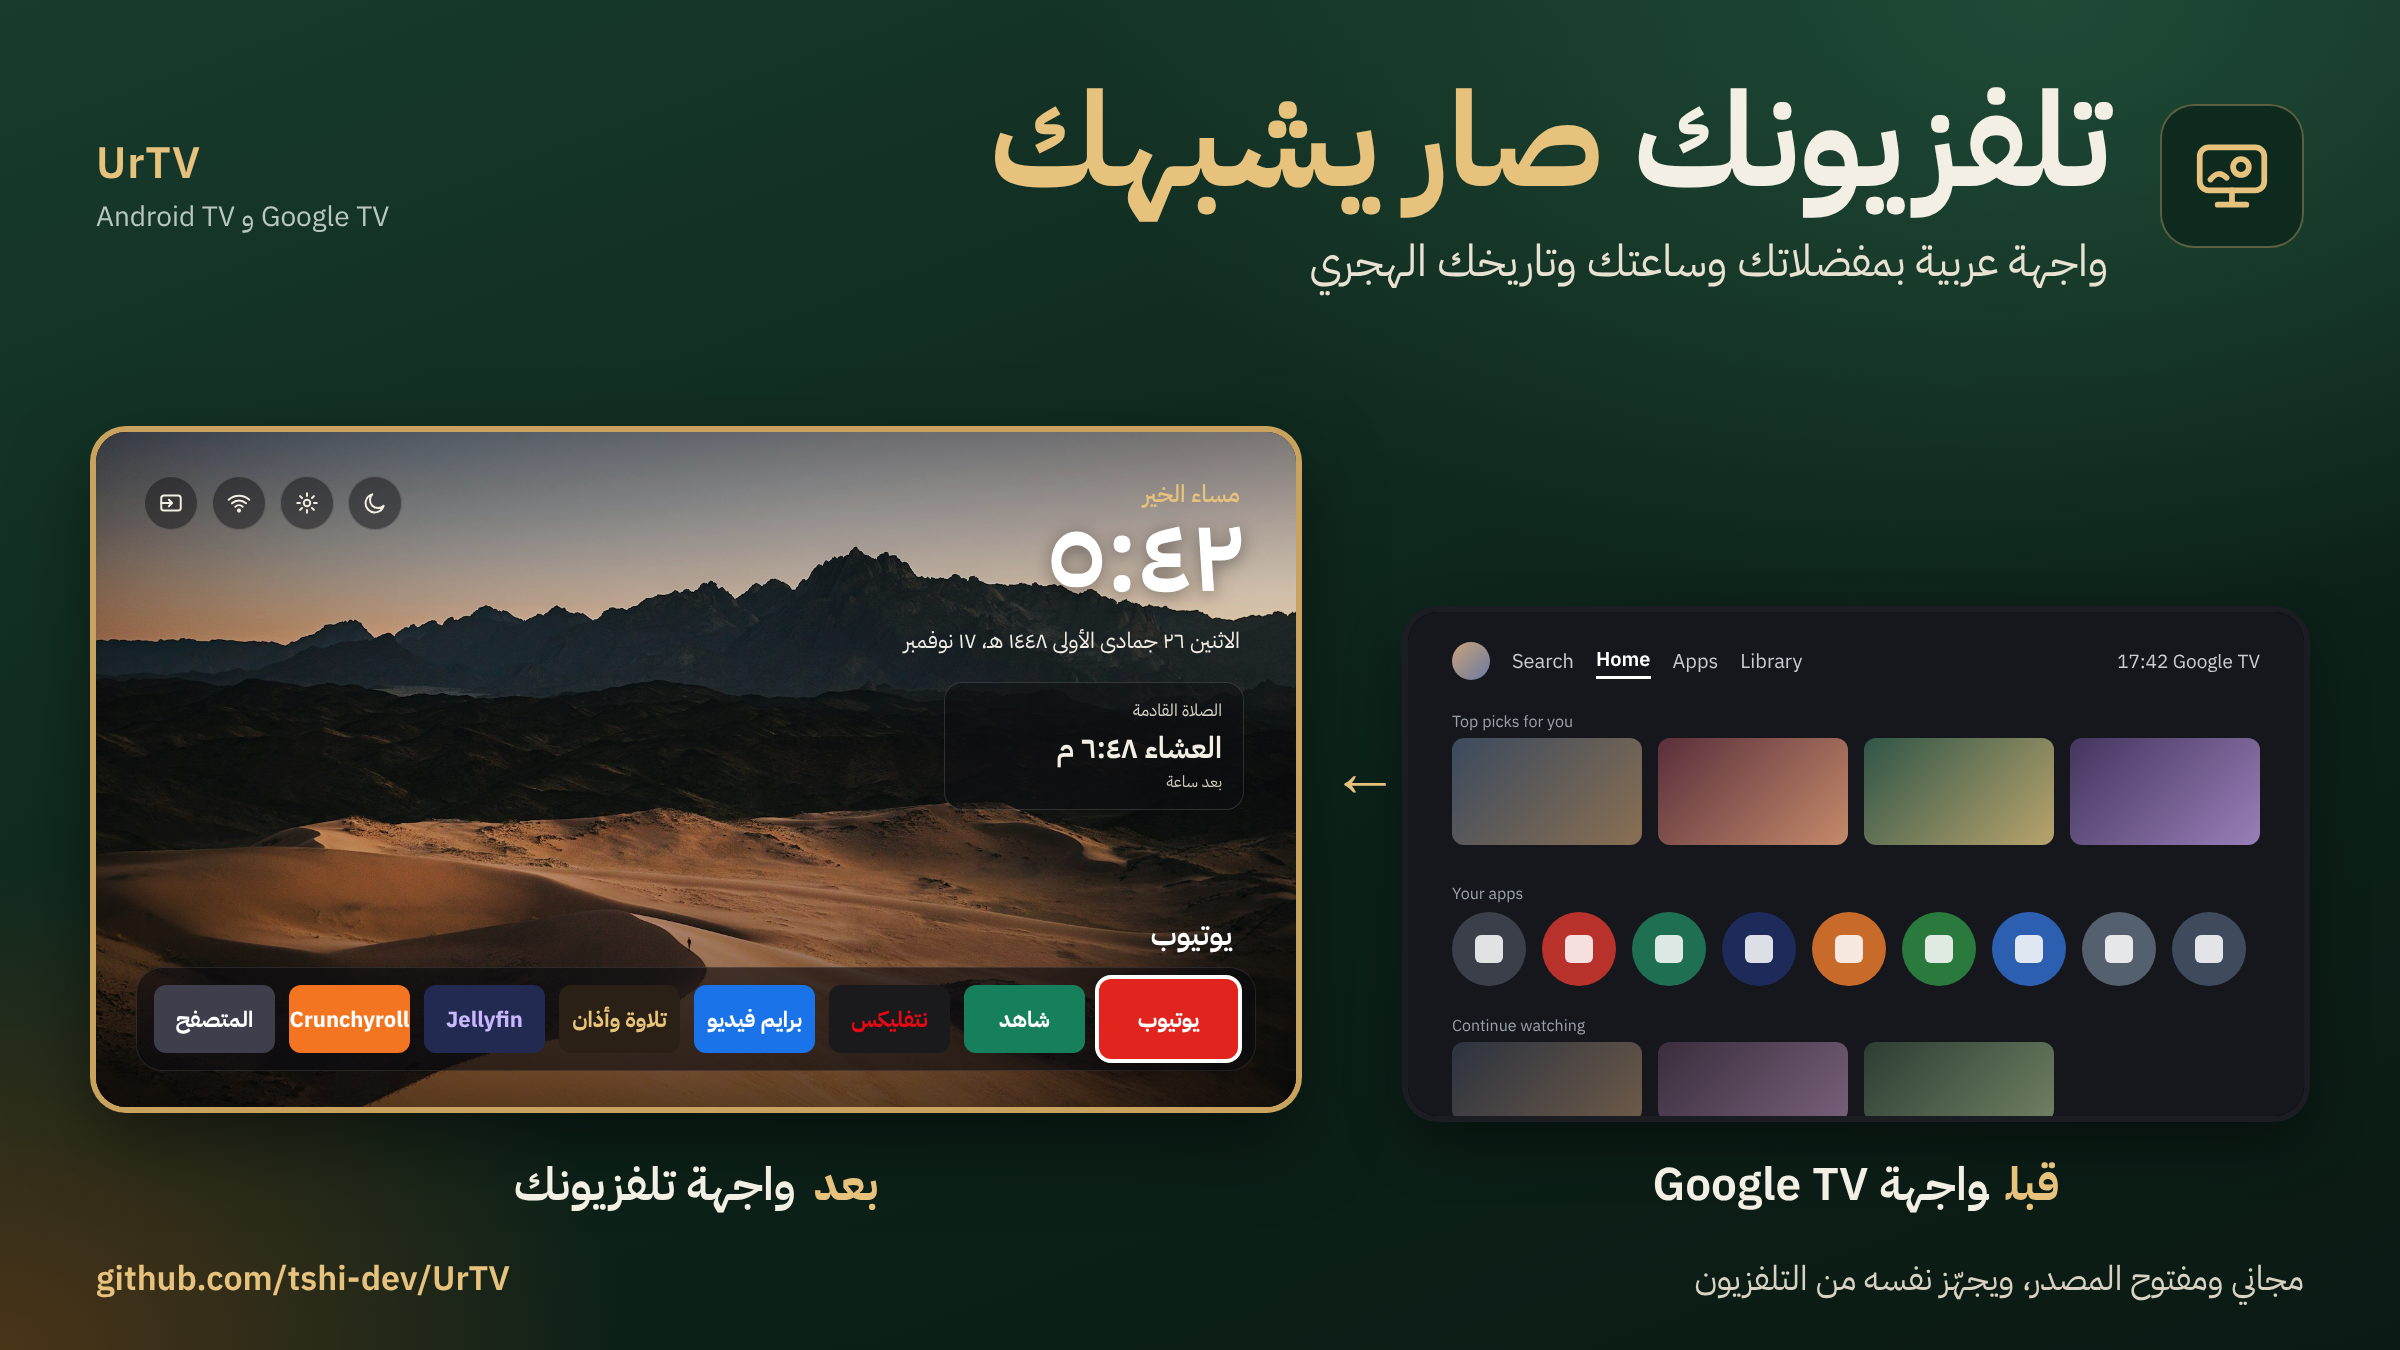 تلفزيونك صار يشبهك
واجهة عربية بمفضلاتك وساعتك وتاريخك الهجري
UrTV
Google TV و Android TV
17:42 Google TV
Search Home Apps Library
Top picks for you
Your apps
Continue watching
قبل واجهة Google TV
←
مساء الخير
٥:٤٢
الاثنين ٢٦ جمادى الأولى ١٤٤٨ هـ، ١٧ نوفمبر
الصلاة القادمة
العشاء ٦:٤٨ م
بعد ساعة
يوتيوب
يوتيوب شاهد نتفليكس برايم فيديو تلاوة وأذان Jellyfin Crunchyroll المتصفح
بعد واجهة تلفزيونك
مجاني ومفتوح المصدر، ويجهّز نفسه من التلفزيون
github.com/tshi-dev/UrTV